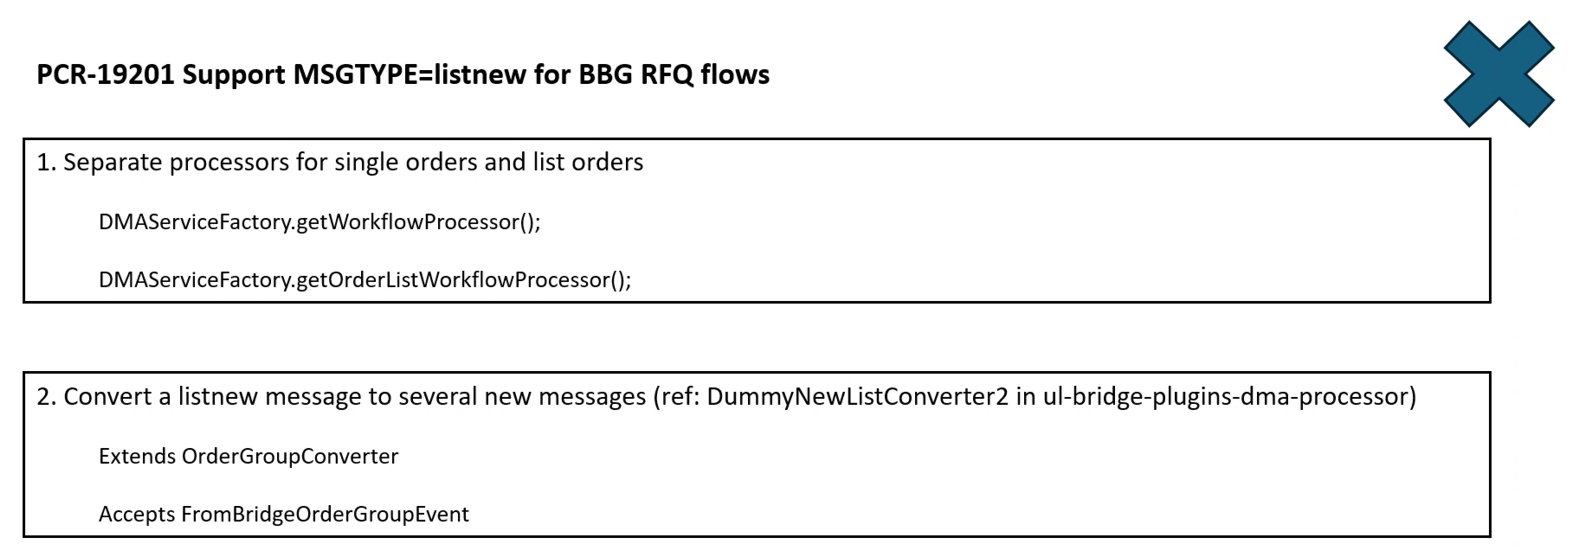 PCR-19201 Support MSGTYPE=listnew for BBG RFQ flows
1. Separate processors for single orders and list orders
DMAServiceFactory.getWorkflowProcessor();
DMAServiceFactory.getOrderListWorkflowProcessor();
2. Convert a listnew message to several new messages (ref: DummyNewListConverter2 in ul-bridge-plugins-dma-processor)
Extends OrderGroupConverter
Accepts FromBridgeOrderGroupEvent